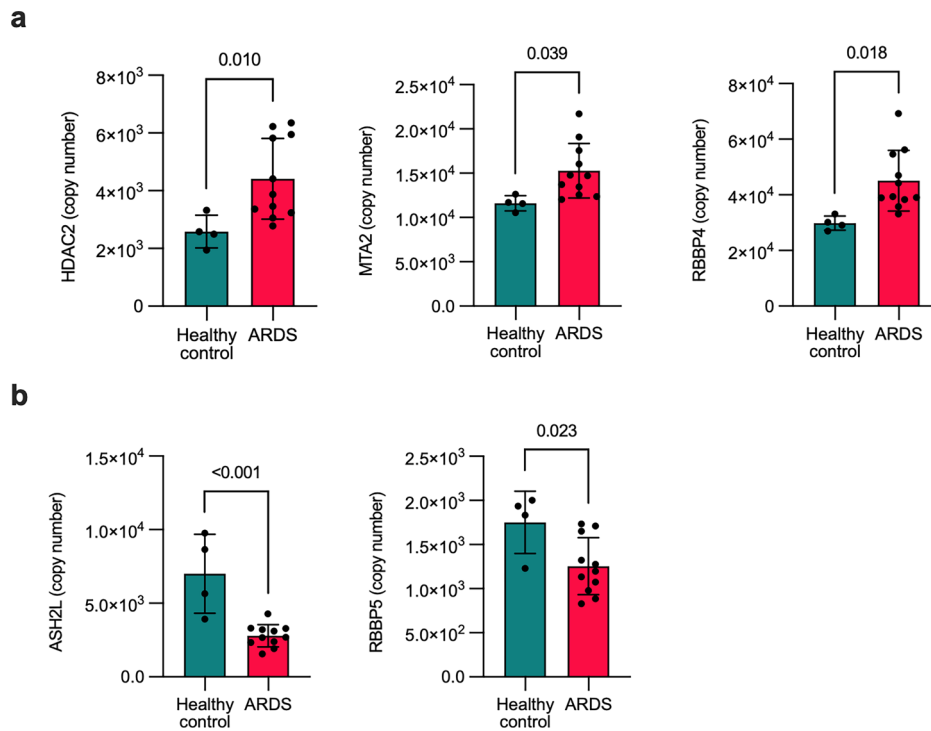 a
0.010
8×10³
6×10³
4×10³
2×10³
0
HDAC2 (copy number)
Healthy
control
ARDS
0.039
2.5×10⁴
2.0×10⁴
1.5×10⁴
1.0×10⁴
5.0×10³
0.0
MTA2 (copy number)
Healthy
control
ARDS
0.018
8×10⁴
6×10⁴
4×10⁴
2×10⁴
0
RBBP4 (copy number)
Healthy
control
ARDS
b
<0.001
1.5×10⁴
1.0×10⁴
5.0×10³
0.0
ASH2L (copy number)
Healthy
control
ARDS
0.023
2.5×10³
2.0×10³
1.5×10³
1.0×10³
5.0×10²
0.0
RBBP5 (copy number)
Healthy
control
ARDS